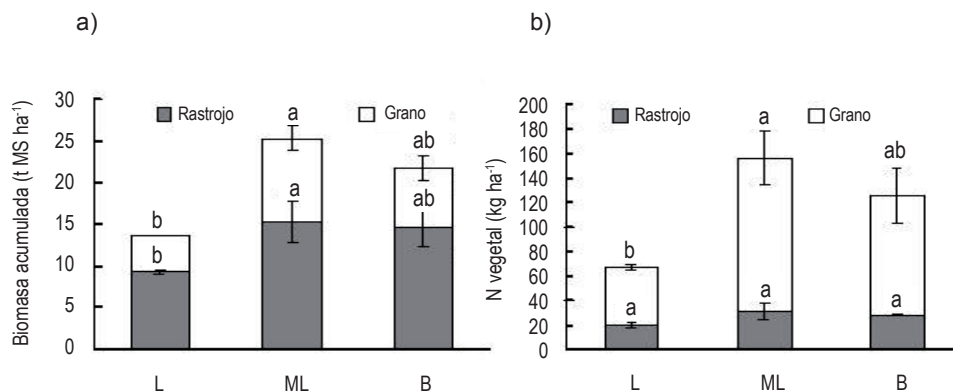 a)
Biomasa acumulada (t MS ha⁻¹)
30
25
20
15
10
5
0
Rastrojo
Grano
b
b
a
a
ab
ab
L
ML
B
b)
N vegetal (kg ha⁻¹)
200
180
160
140
120
100
80
60
40
20
0
Rastrojo
Grano
b
a
a
a
ab
a
L
ML
B